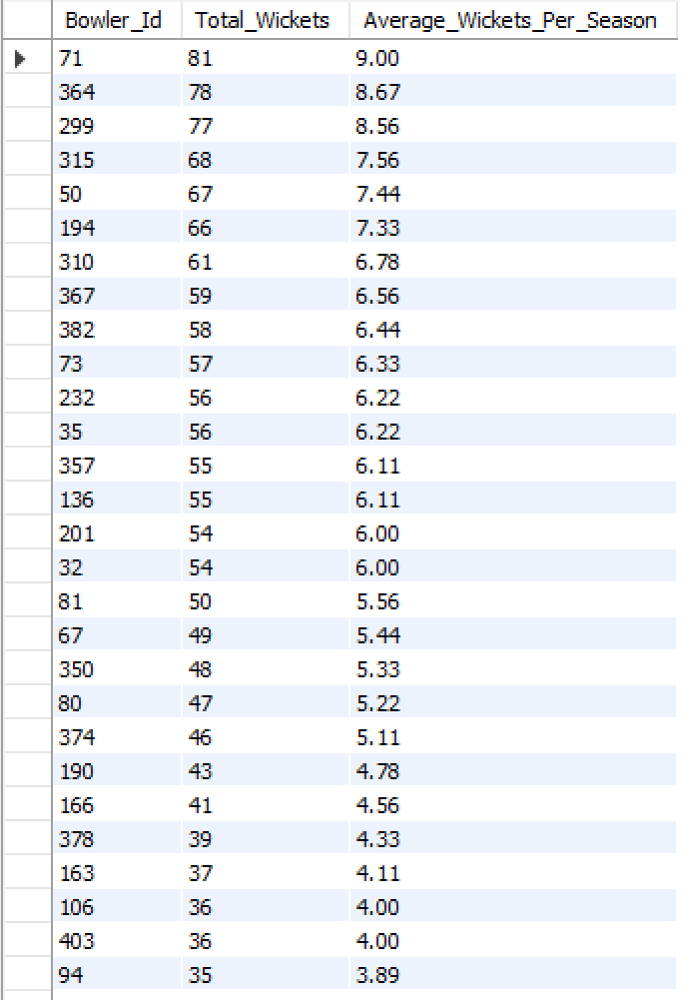 Bowler_Id Total_Wickets Average_Wickets_Per_Season
71 81 9.00
364 78 8.67
299 77 8.56
315 68 7.56
50 67 7.44
194 66 7.33
310 61 6.78
367 59 6.56
382 58 6.44
73 57 6.33
232 56 6.22
35 56 6.22
357 55 6.11
136 55 6.11
201 54 6.00
32 54 6.00
81 50 5.56
67 49 5.44
350 48 5.33
80 47 5.22
374 46 5.11
190 43 4.78
166 41 4.56
378 39 4.33
163 37 4.11
106 36 4.00
403 36 4.00
94 35 3.89